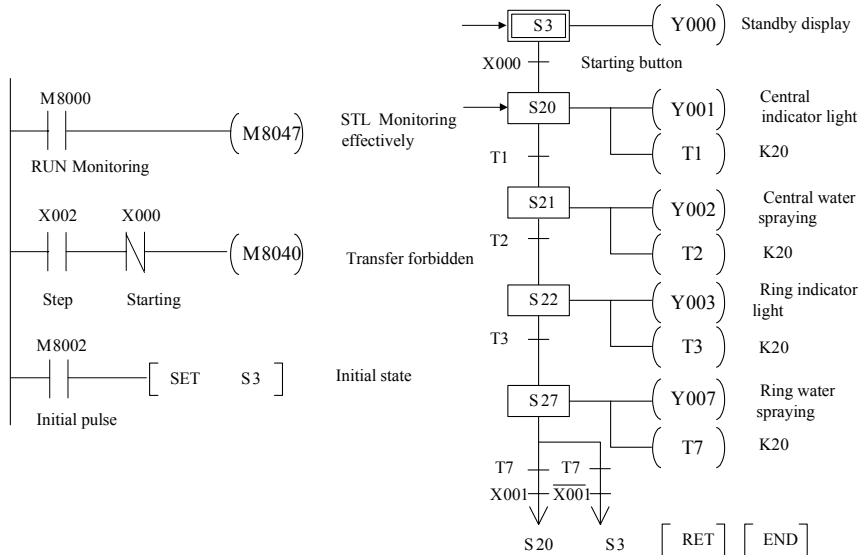 M8000
M8047
STL Monitoring
effectively
RUN Monitoring
X002
X000
M8040
Transfer forbidden
Step
Starting
M8002
SET S3
Initial state
Initial pulse
S3
Y000
Standby display
X000
Starting button
S20
Y001
Central
indicator light
T1
T1
K20
S21
Y002
Central water
spraying
T2
T2
K20
S22
Y003
Ring indicator
light
T3
T3
K20
S27
Y007
Ring water
spraying
T7
K20
T7
T7
X001
X001
S20
S3
RET
END